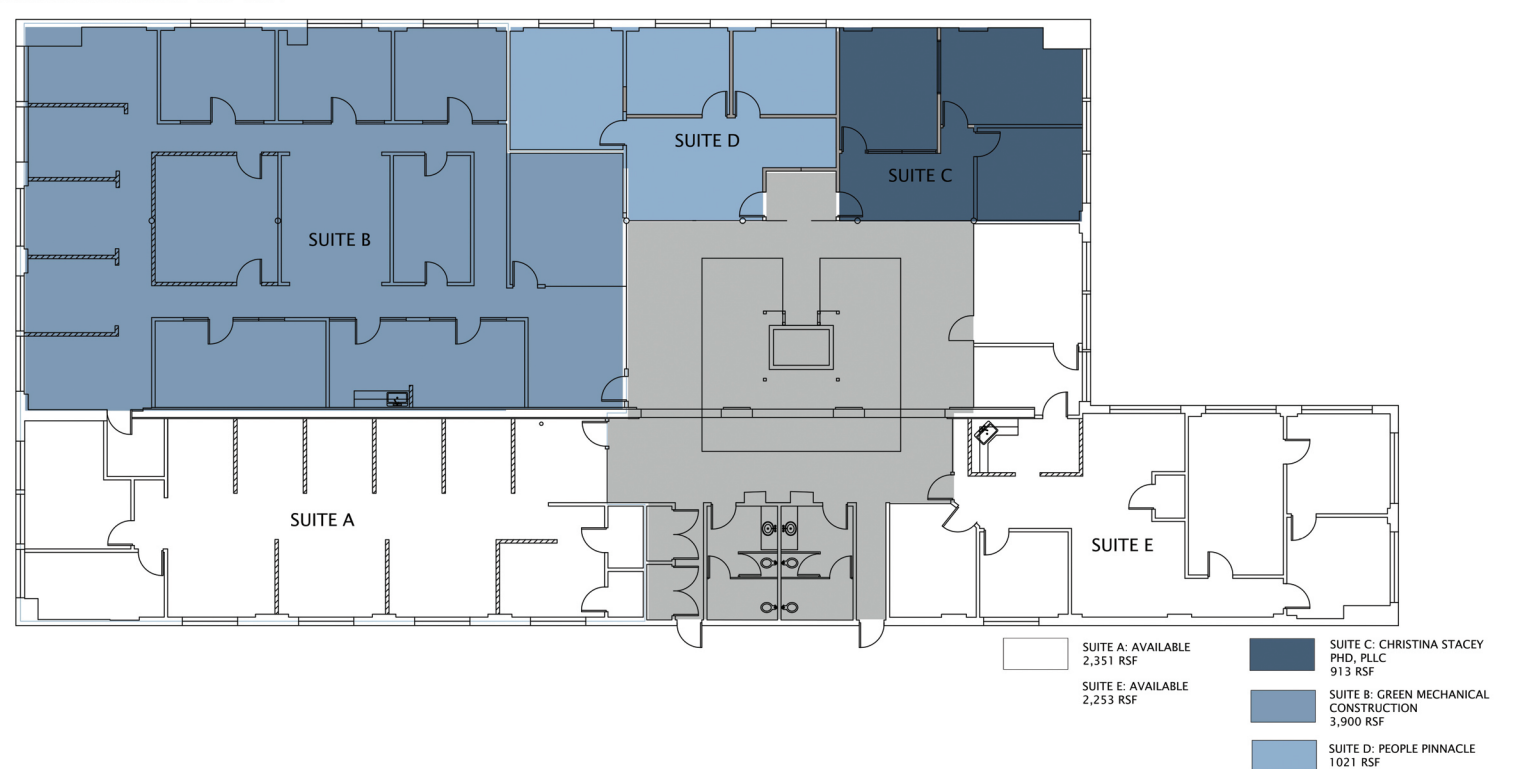 SUITE D
SUITE C
SUITE B
SUITE A
SUITE E
SUITE A: AVAILABLE
2,351 RSF
SUITE E: AVAILABLE
2,253 RSF
SUITE C: CHRISTINA STACEY
PHD, PLLC
913 RSF
SUITE B: GREEN MECHANICAL
CONSTRUCTION
3,900 RSF
SUITE D: PEOPLE PINNACLE
1021 RSF